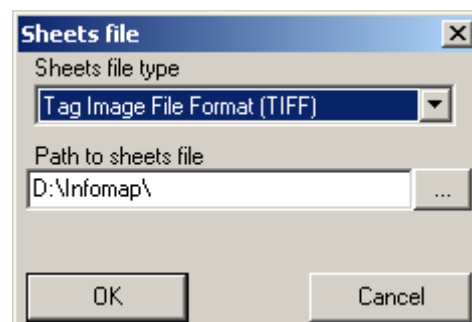 Sheets file
Sheets file type
Tag Image File Format (TIFF)
Path to sheets file
D:\Infomap\
...
OK
Cancel